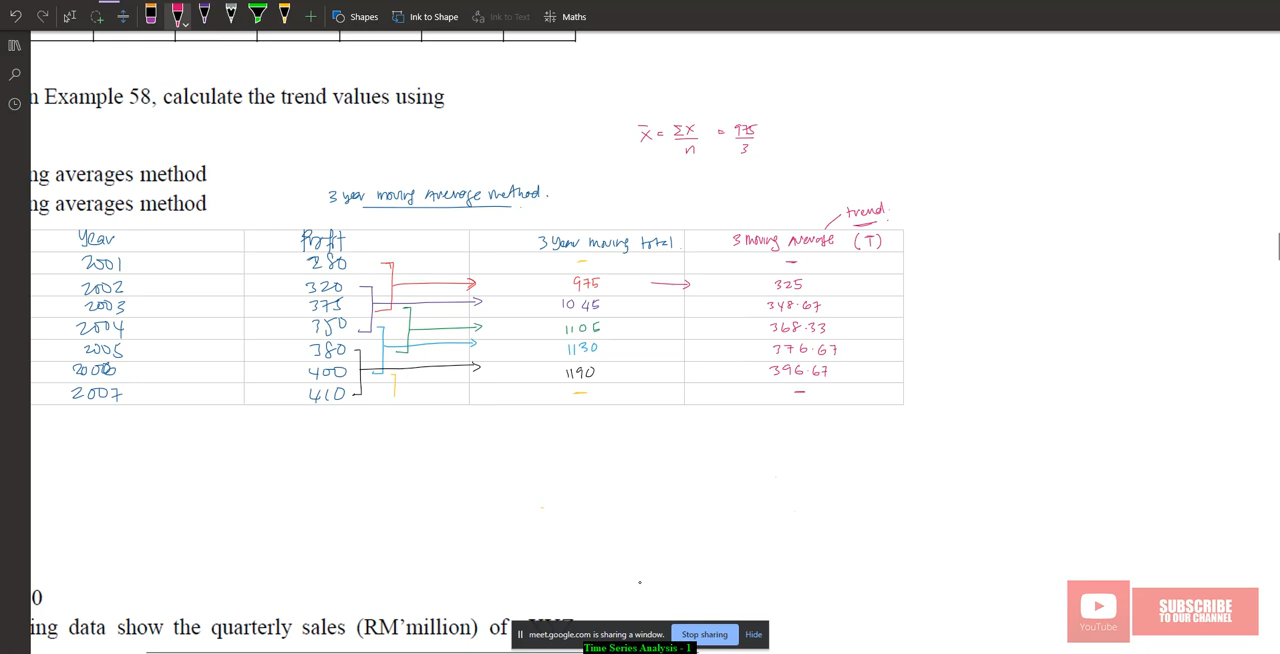 Shapes Ink to Shape Ink to Text Maths
n Example 58, calculate the trend values using
x̄ = Σx/n = 975/3
ng averages method
ng averages method
3 year moving Average method.
trend.
Year Profit 3 year moving total. 3 moving Average (T)
2001 280 – –
2002 320 975 325
2003 375 1045 348.67
2004 350 1105 368.33
2005 380 1130 376.67
2006 400 1190 396.67
2007 410 – –
0
ing data show the quarterly sales (RM'million) of
meet.google.com is sharing a window. Stop sharing Hide
Time Series Analysis - 1
YouTube
SUBSCRIBE
TO OUR CHANNEL